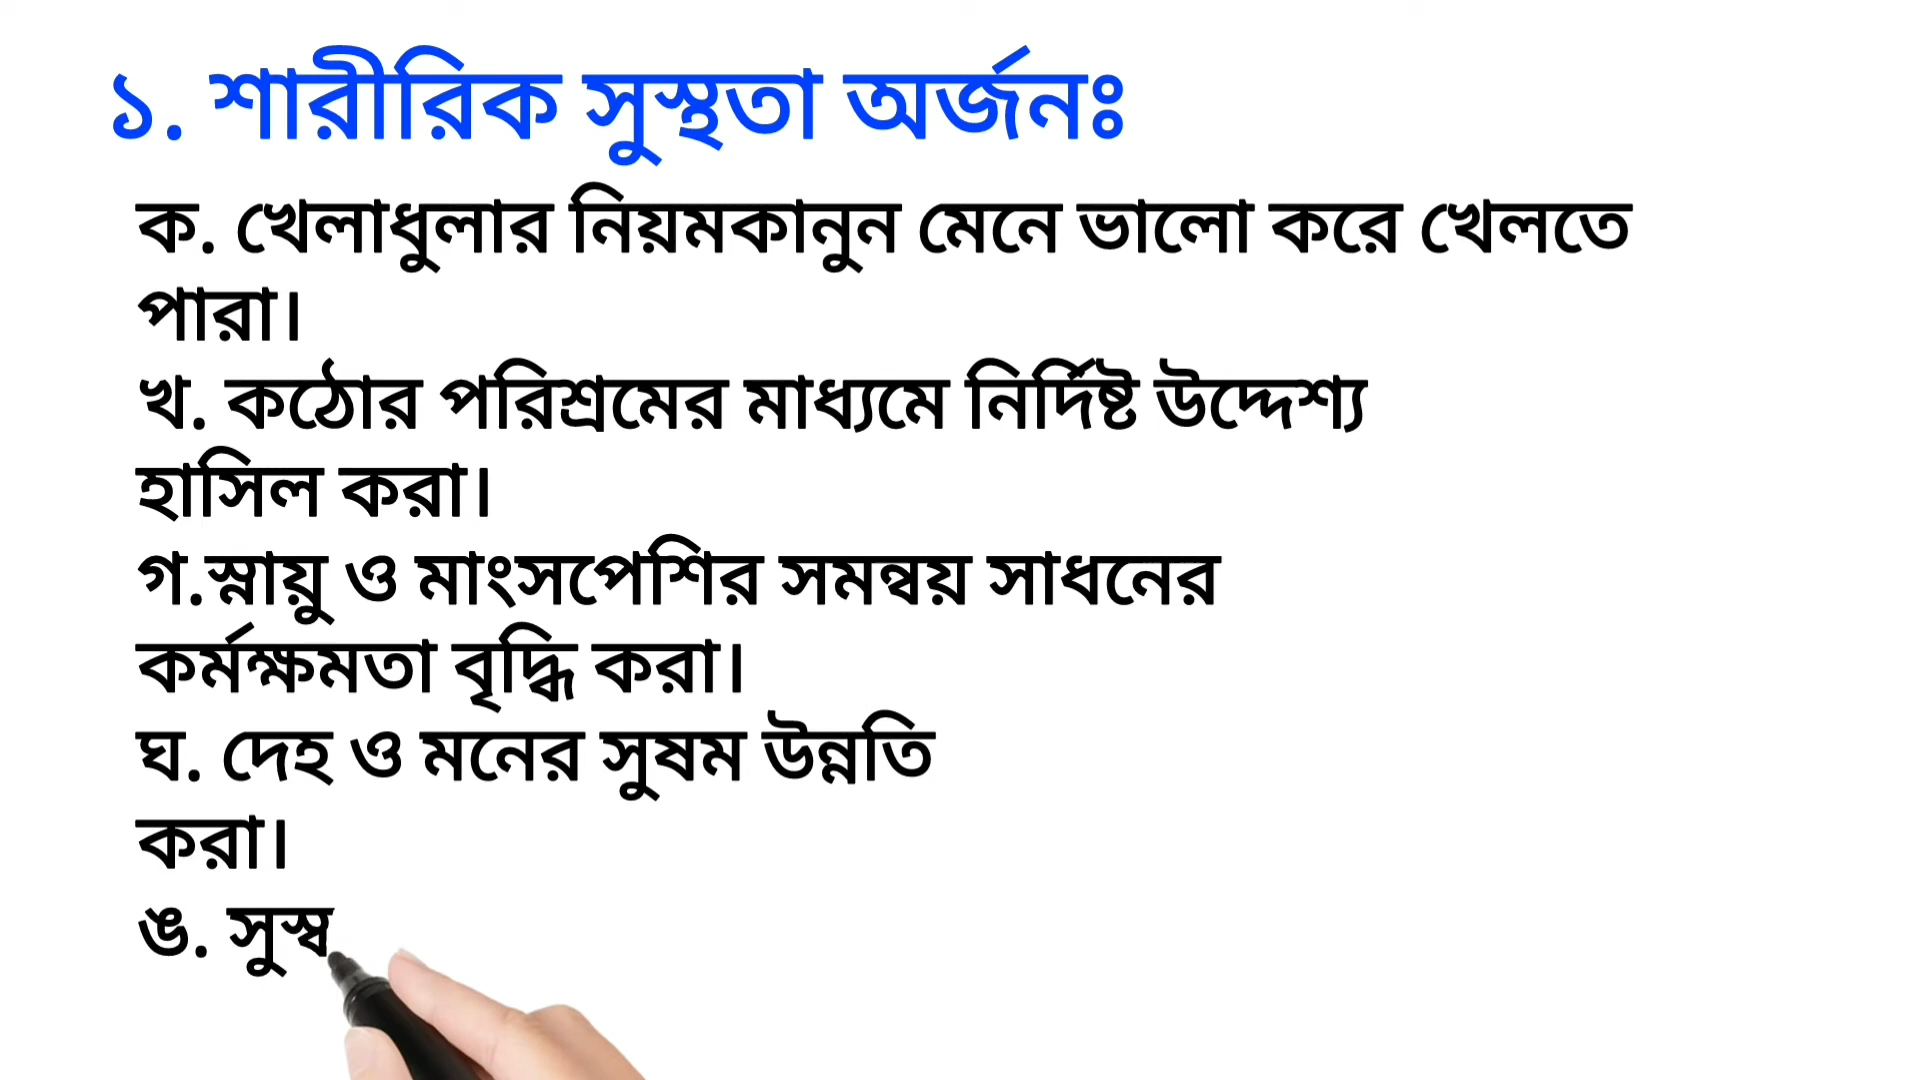 ১. শারীরিক সুস্থতা অর্জনঃ
ক. খেলাধুলার নিয়মকানুন মেনে ভালো করে খেলতে
পারা।
খ. কঠোর পরিশ্রমের মাধ্যমে নির্দিষ্ট উদ্দেশ্য
হাসিল করা।
গ.স্নায়ু ও মাংসপেশির সমন্বয় সাধনের
কর্মক্ষমতা বৃদ্ধি করা।
ঘ. দেহ ও মনের সুষম উন্নতি
করা।
ঙ. সুস্ব